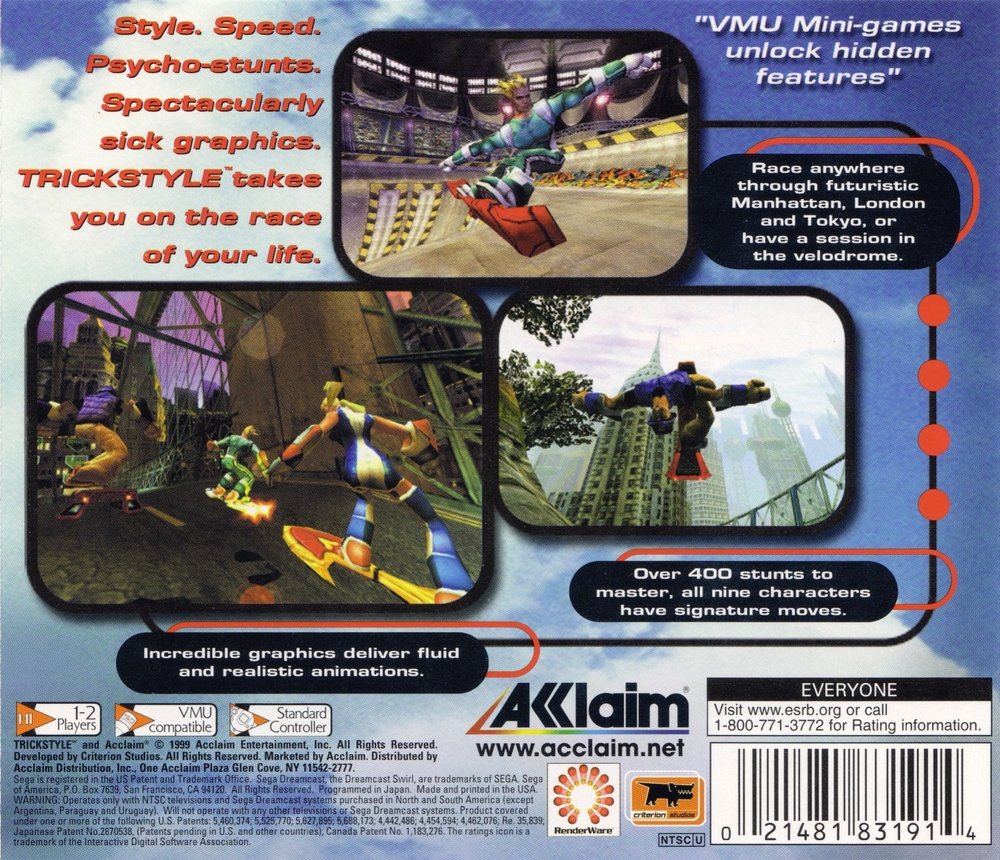 Style. Speed.
Psycho-stunts.
Spectacularly
sick graphics.
TRICKSTYLE™ takes
you on the race
of your life.
"VMU Mini-games
unlock hidden
features"
Race anywhere
through futuristic
Manhattan, London
and Tokyo, or
have a session in
the velodrome.
Over 400 stunts to
master, all nine characters
have signature moves.
Incredible graphics deliver fluid
and realistic animations.
1-2
Players
VMU
compatible
Standard
Controller
AKKlaim®
www.acclaim.net
EVERYONE
Visit www.esrb.org or call
1-800-771-3772 for Rating information.
TRICKSTYLE™ and Acclaim® © 1999 Acclaim Entertainment, Inc. All Rights Reserved.
Developed by Criterion Studios. All Rights Reserved. Marketed by Acclaim. Distributed by
Acclaim Distribution, Inc., One Acclaim Plaza Glen Cove, NY 11542-2777.
Sega is registered in the US Patent and Trademark Office. Sega Dreamcast, the Dreamcast Swirl, are trademarks of SEGA. Sega
of America, P.O. Box 7639, San Francisco, CA 94120. All Rights Reserved. Programmed in Japan. Made and printed in the USA.
WARNING: Operates only with NTSC televisions and Sega Dreamcast systems purchased in North and South America (except
Argentina, Paraguay and Uruguay). Will not operate with any other televisions or Sega Dreamcast systems. Product covered
under one or more of the following U.S. Patents: 5,460,374; 5,525,770; 5,627,895; 5,688,173; 4,442,486; 4,454,594; 4,462,076; Re. 35,839;
Japanese Patent No.2870538, (Patents pending in U.S. and other countries); Canada Patent No. 1,183,276. The ratings icon is a
trademark of the Interactive Digital Software Association.
RenderWare™
criterion studios
NTSC U
0 21481 83191 4